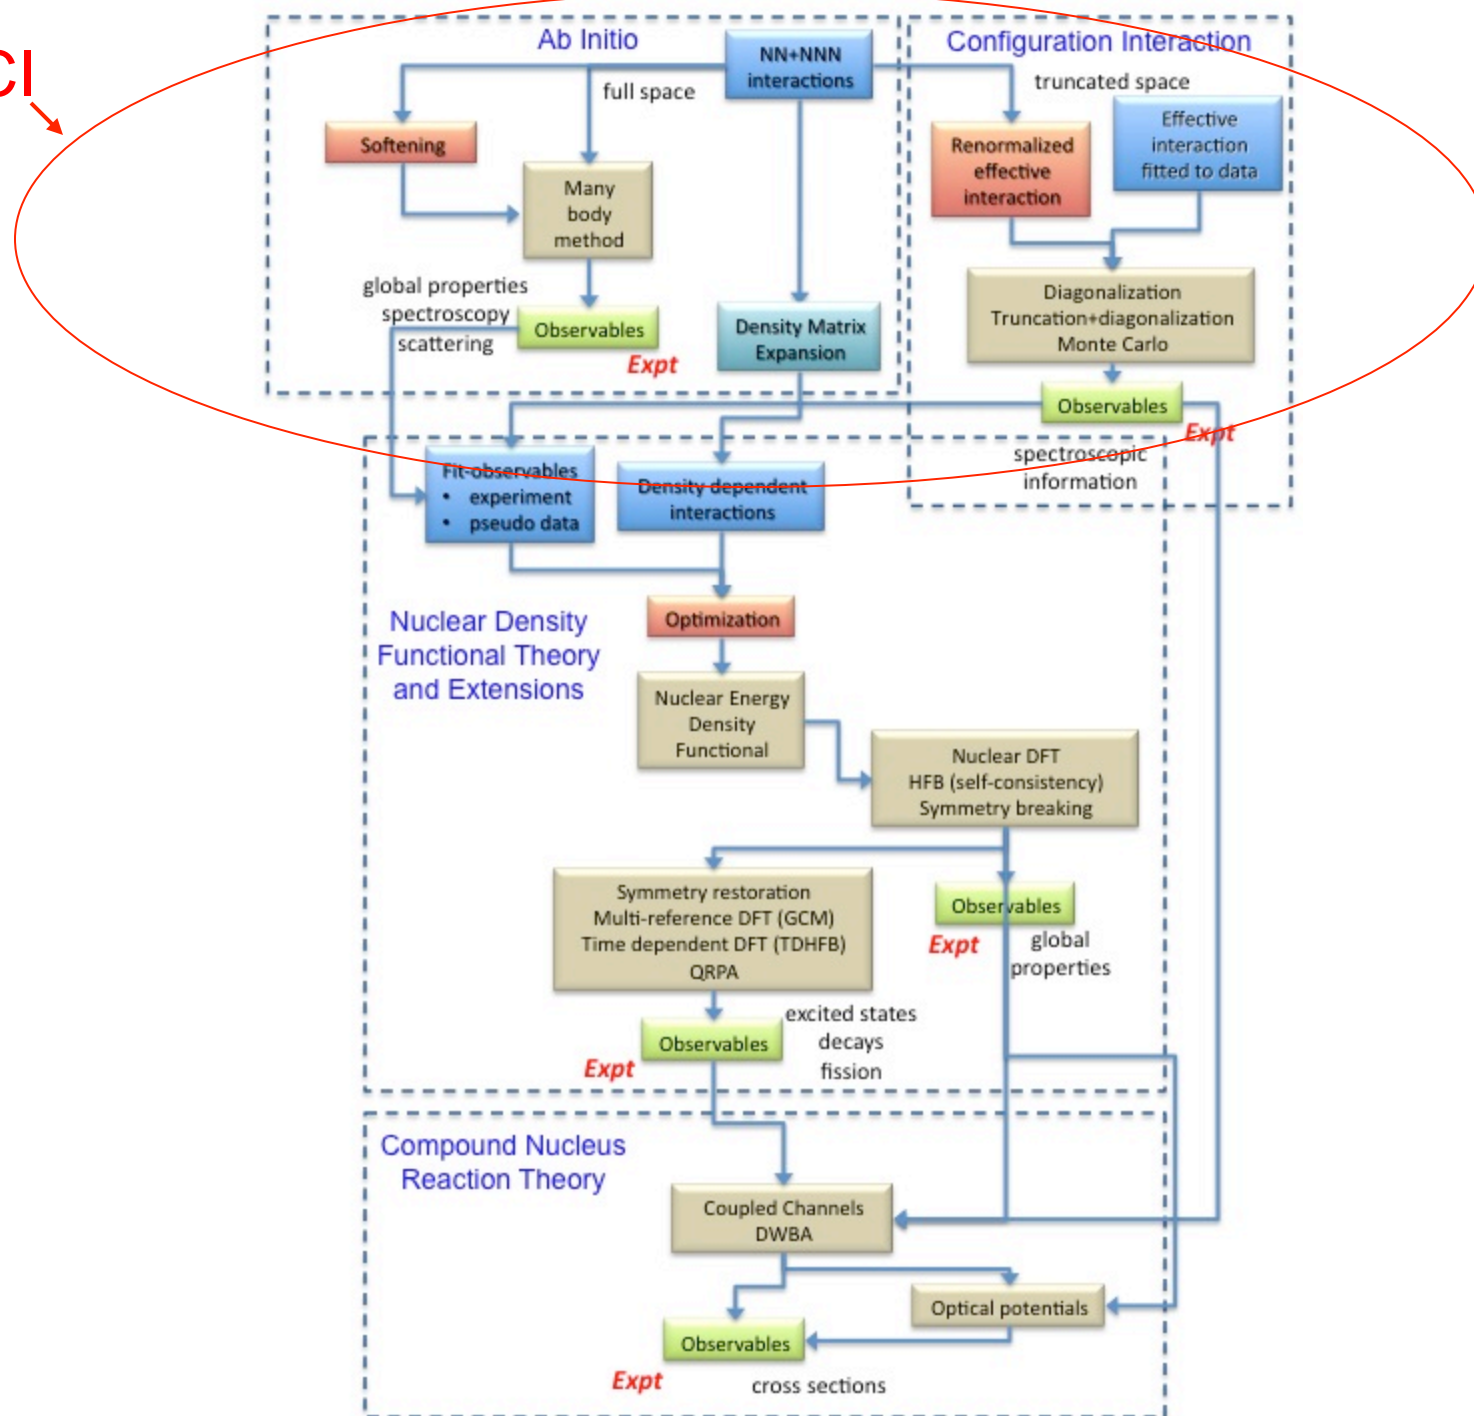 CI
Ab Initio
NN+NNN
interactions
Configuration Interaction
full space
truncated space
Softening
Many
body
method
Renormalized
effective
interaction
Effective
interaction
fitted to data
global properties
spectroscopy
scattering
Observables
Expt
Density Matrix
Expansion
Diagonalization
Truncation+diagonalization
Monte Carlo
Observables
Expt
spectroscopic
information
Fit-observables
• experiment
• pseudo data
Density dependent
interactions
Optimization
Nuclear Density
Functional Theory
and Extensions
Nuclear Energy
Density
Functional
Nuclear DFT
HFB (self-consistency)
Symmetry breaking
Symmetry restoration
Multi-reference DFT (GCM)
Time dependent DFT (TDHFB)
QRPA
Observables
Expt
global
properties
Observables
Expt
excited states
decays
fission
Compound Nucleus
Reaction Theory
Coupled Channels
DWBA
Optical potentials
Observables
Expt
cross sections